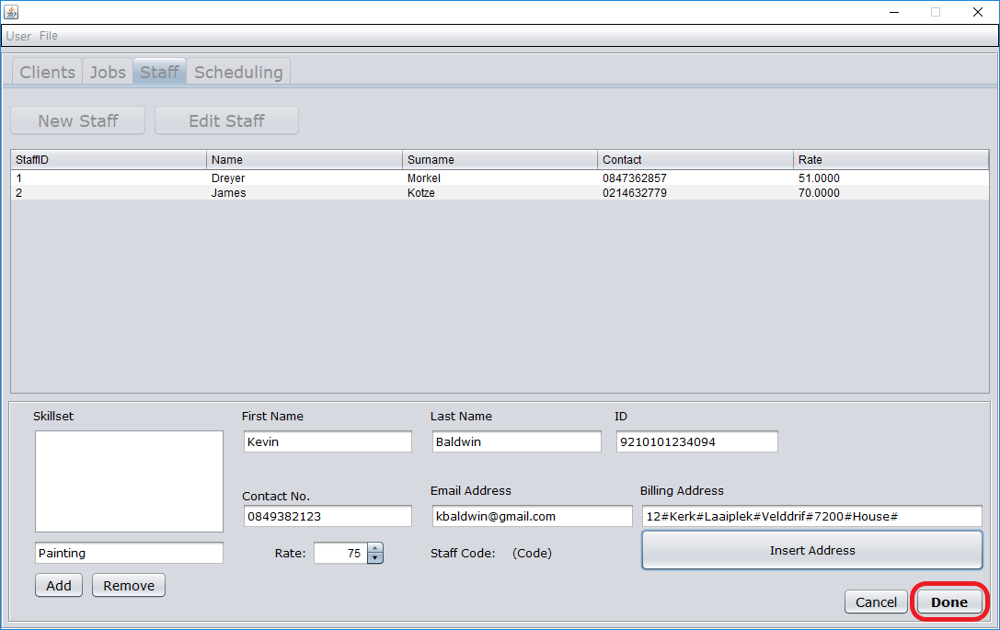 User File
Clients Jobs Staff Scheduling
New Staff Edit Staff
StaffID Name Surname Contact Rate
1 Dreyer Morkel 0847362857 51.0000
2 James Kotze 0214632779 70.0000
Skillset First Name Last Name ID
Kevin Baldwin 9210101234094
Contact No. Email Address Billing Address
0849382123 kbaldwin@gmail.com 12#Kerk#Laaiplek#Velddrif#7200#House#
Painting Rate: 75 Staff Code: (Code) Insert Address
Add Remove
Cancel Done